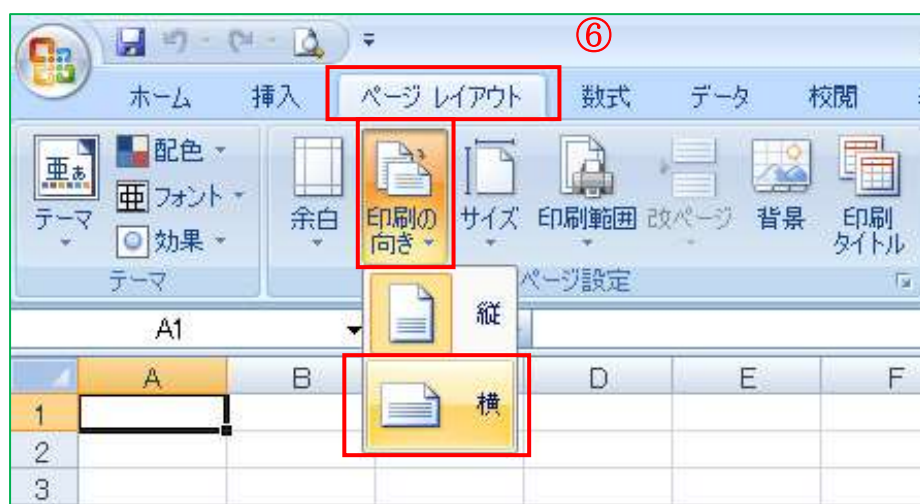 ⑥
ホーム 挿入 ページ レイアウト 数式 データ 校閲
亜ぁ 配色
亜 フォント
効果
テーマ
余白
印刷の
向き
サイズ
印刷範囲
改ページ
背景
印刷
タイトル
テーマ
ページ設定
縦
横
A1
A B D E F
1
2
3